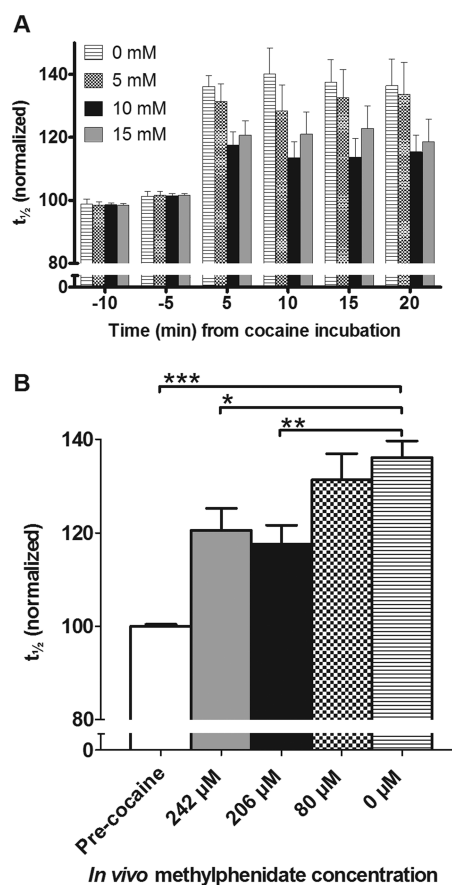 A
0 mM
5 mM
10 mM
15 mM
t½ (normalized)
140
120
100
80
0
-10 -5 5 10 15 20
Time (min) from cocaine incubation
B
***
*
**
t½ (normalized)
140
120
100
80
0
Pre-cocaine
242 µM
206 µM
80 µM
0 µM
In vivo methylphenidate concentration